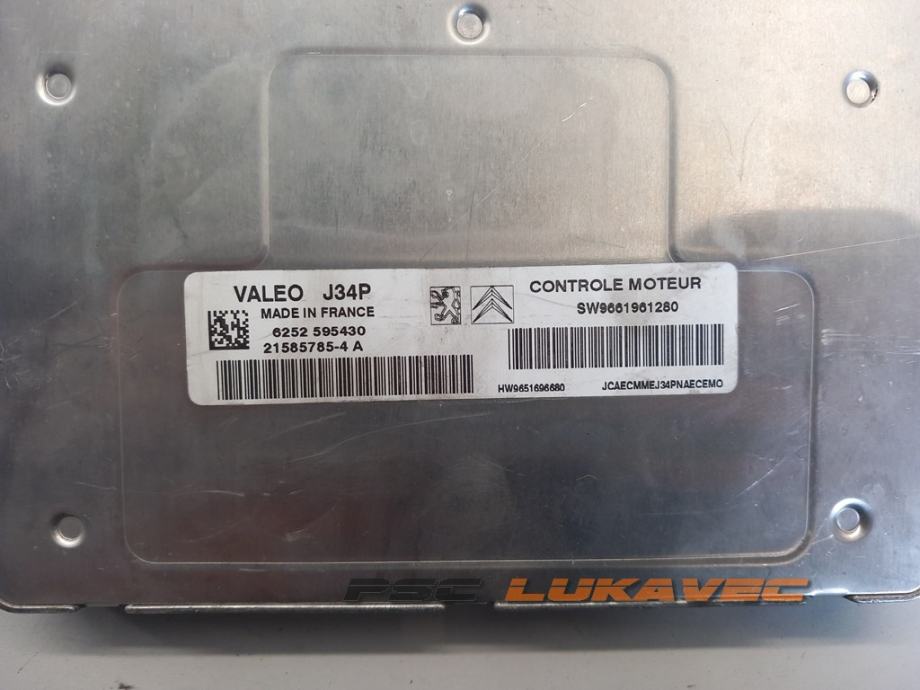 VALEO J34P
MADE IN FRANCE
6252 595430
21585785-4 A
CONTROLE MOTEUR
SW9661961280
HW9651696680
JCAECMMEJ34PNAECEMO
PSC LUKAVEC